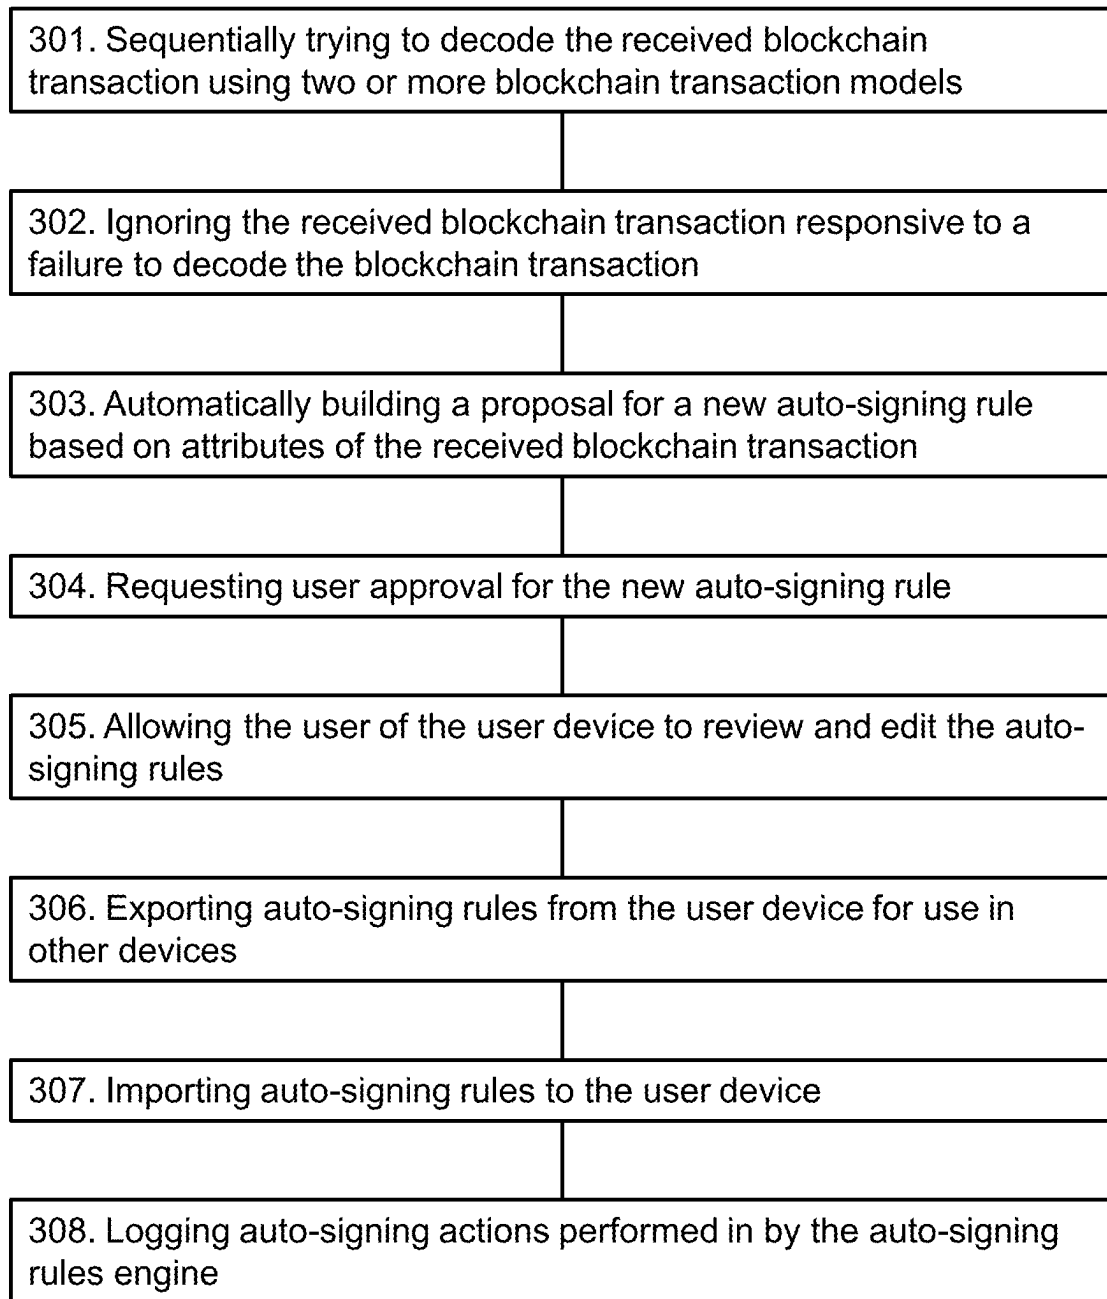 301. Sequentially trying to decode the received blockchain
transaction using two or more blockchain transaction models
302. Ignoring the received blockchain transaction responsive to a
failure to decode the blockchain transaction
303. Automatically building a proposal for a new auto-signing rule
based on attributes of the received blockchain transaction
304. Requesting user approval for the new auto-signing rule
305. Allowing the user of the user device to review and edit the auto-
signing rules
306. Exporting auto-signing rules from the user device for use in
other devices
307. Importing auto-signing rules to the user device
308. Logging auto-signing actions performed in by the auto-signing
rules engine